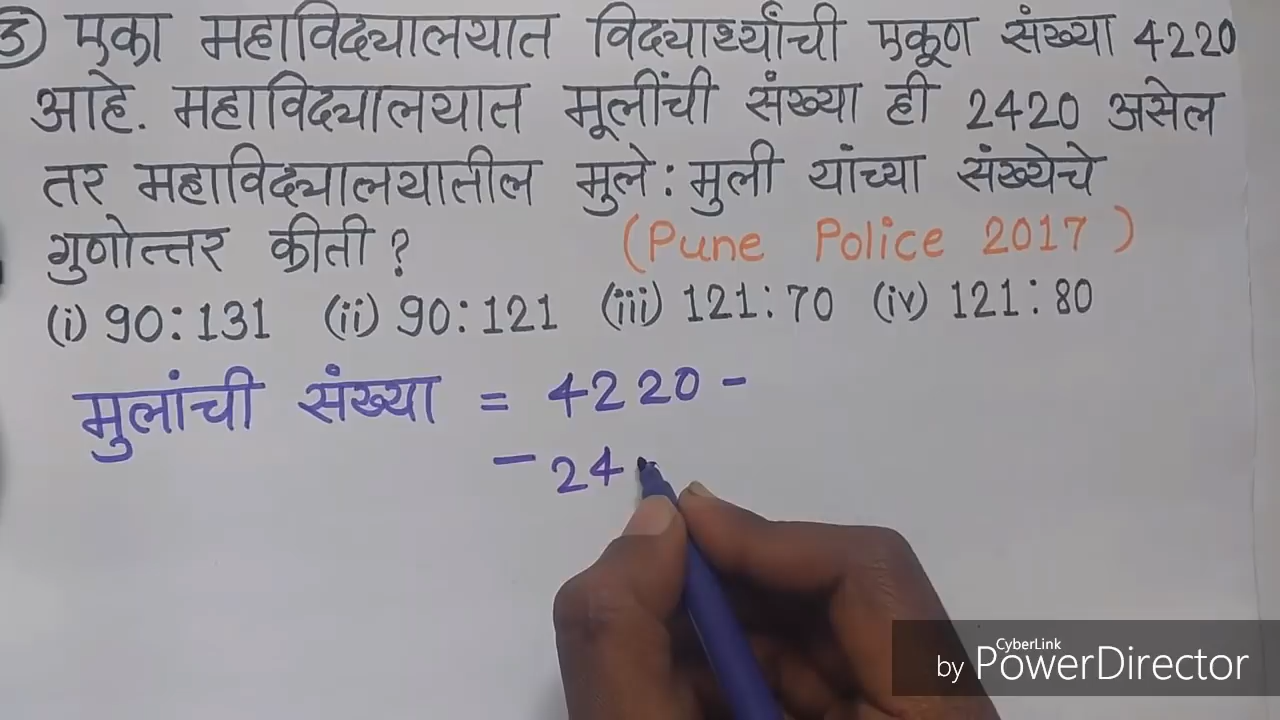 3) एका महाविद्यालयात विद्यार्थ्यांची एकूण संख्या 4220
आहे. महाविद्यालयात मूलींची संख्या ही 2420 असेल
तर महाविद्यालयातील मुले : मुली यांच्या संख्येचे
गुणोत्तर कीती ?
(Pune Police 2017)
(i) 90:131 (ii) 90:121 (iii) 121:70 (iv) 121:80
मुलांची संख्या = 4220 -
- 24
by CyberLink PowerDirector